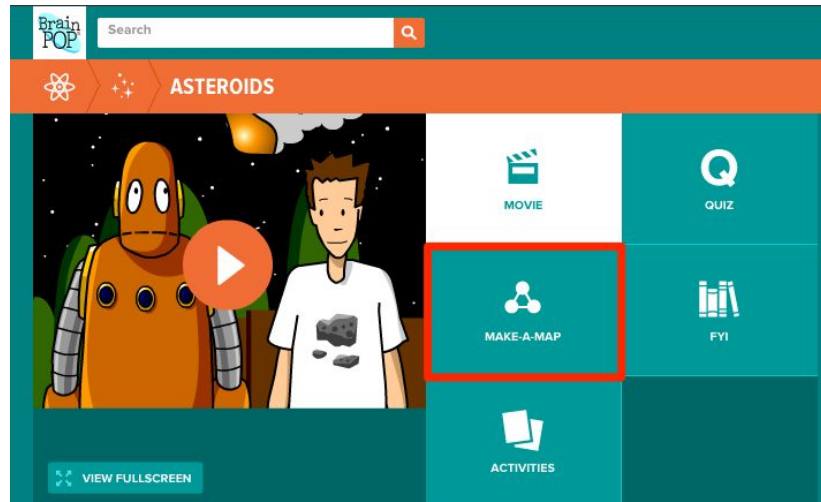 Brain
POP
Search
ASTEROIDS
MOVIE
QUIZ
MAKE-A-MAP
FYI
ACTIVITIES
VIEW FULLSCREEN